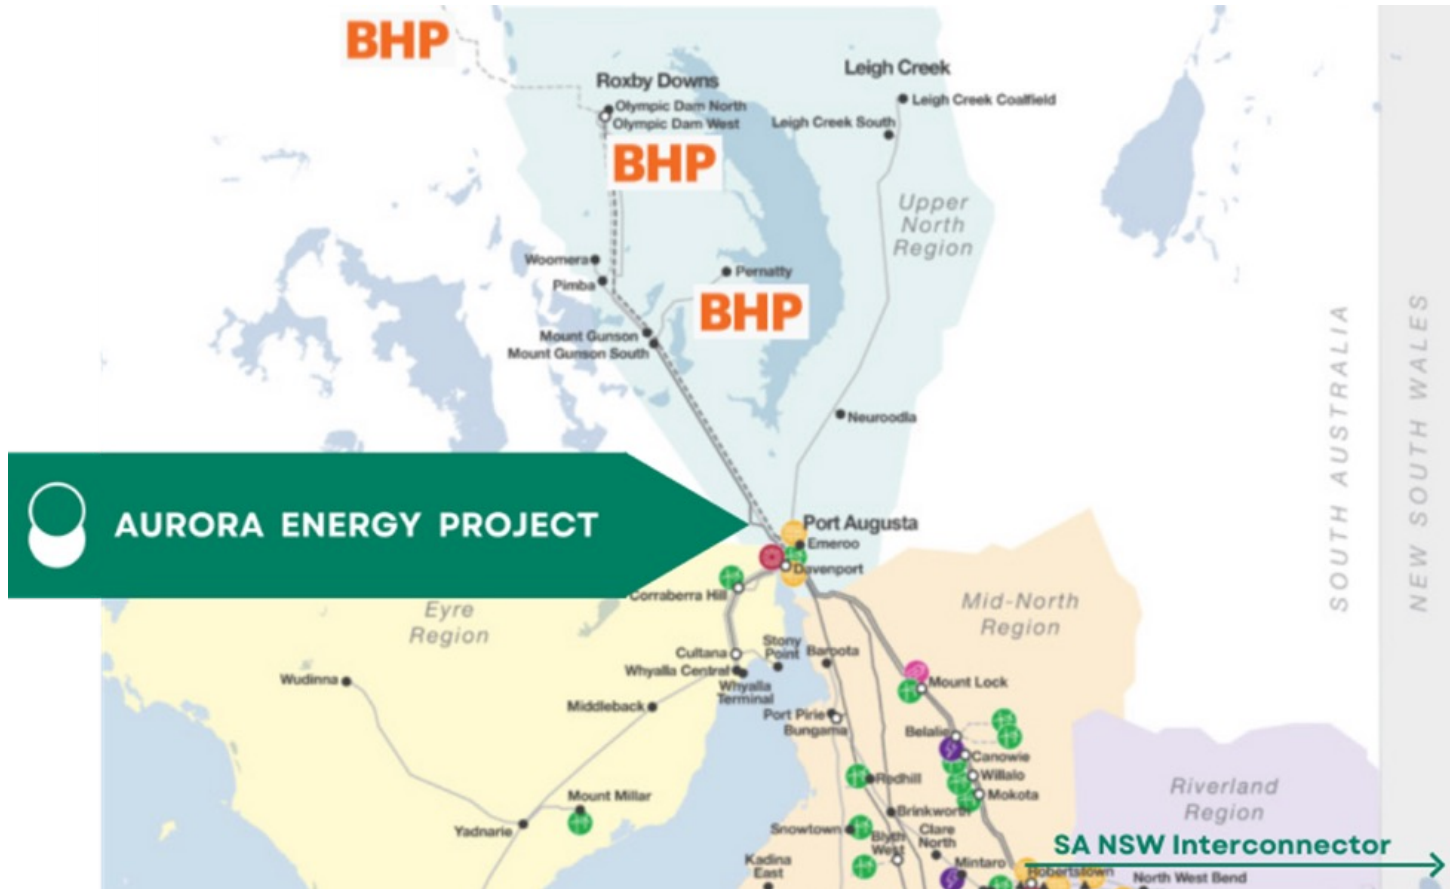 BHP
Roxby Downs
Olympic Dam North
Olympic Dam West
BHP
Leigh Creek
Leigh Creek Coalfield
Leigh Creek South
Upper
North
Region
Woomera
Pimba
Pernatty
BHP
Mount Gunson
Mount Gunson South
Neuroodla
SOUTH AUSTRALIA
NEW SOUTH WALES
AURORA ENERGY PROJECT
Port Augusta
Emeroo
Davenport
Corraberra Hill
Eyre
Region
Mid-North
Region
Cultana
Stony
Point
Baroota
Whyalla Central
Whyalla
Terminal
Wudinna
Middleback
Port Pirie
Bungama
Mount Lock
Belalie
Canowie
Willalo
Mokota
Redhill
Mount Millar
Yadnarie
Brinkworth
Snowtown
Blyth
West
Clare
North
Mintaro
Kadina
East
Riverland
Region
SA NSW Interconnector
Robertstown
North West Bend